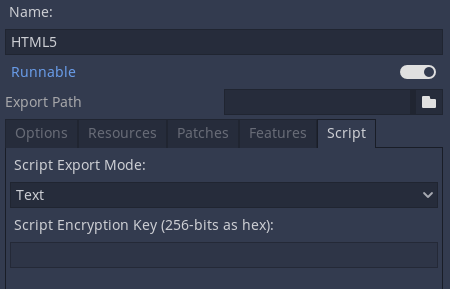 Name:
HTML5
Runnable
Export Path
Options Resources Patches Features Script
Script Export Mode:
Text
Script Encryption Key (256-bits as hex):